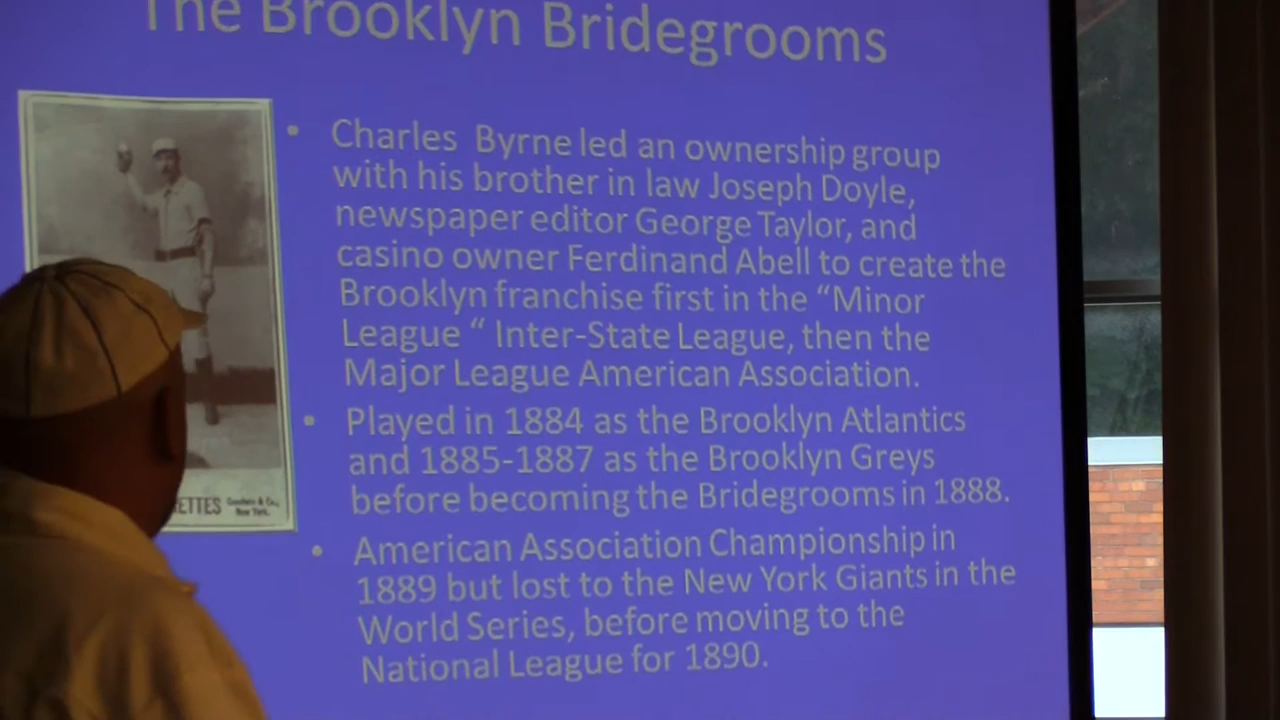 The Brooklyn Bridegrooms
• Charles Byrne led an ownership group
with his brother in law Joseph Doyle,
newspaper editor George Taylor, and
casino owner Ferdinand Abell to create the
Brooklyn franchise first in the “Minor
League “ Inter-State League, then the
Major League American Association.
• Played in 1884 as the Brooklyn Atlantics
and 1885-1887 as the Brooklyn Greys
before becoming the Bridegrooms in 1888.
• American Association Championship in
1889 but lost to the New York Giants in the
World Series, before moving to the
National League for 1890.
ETTES Goodwin & Co.,
New York.